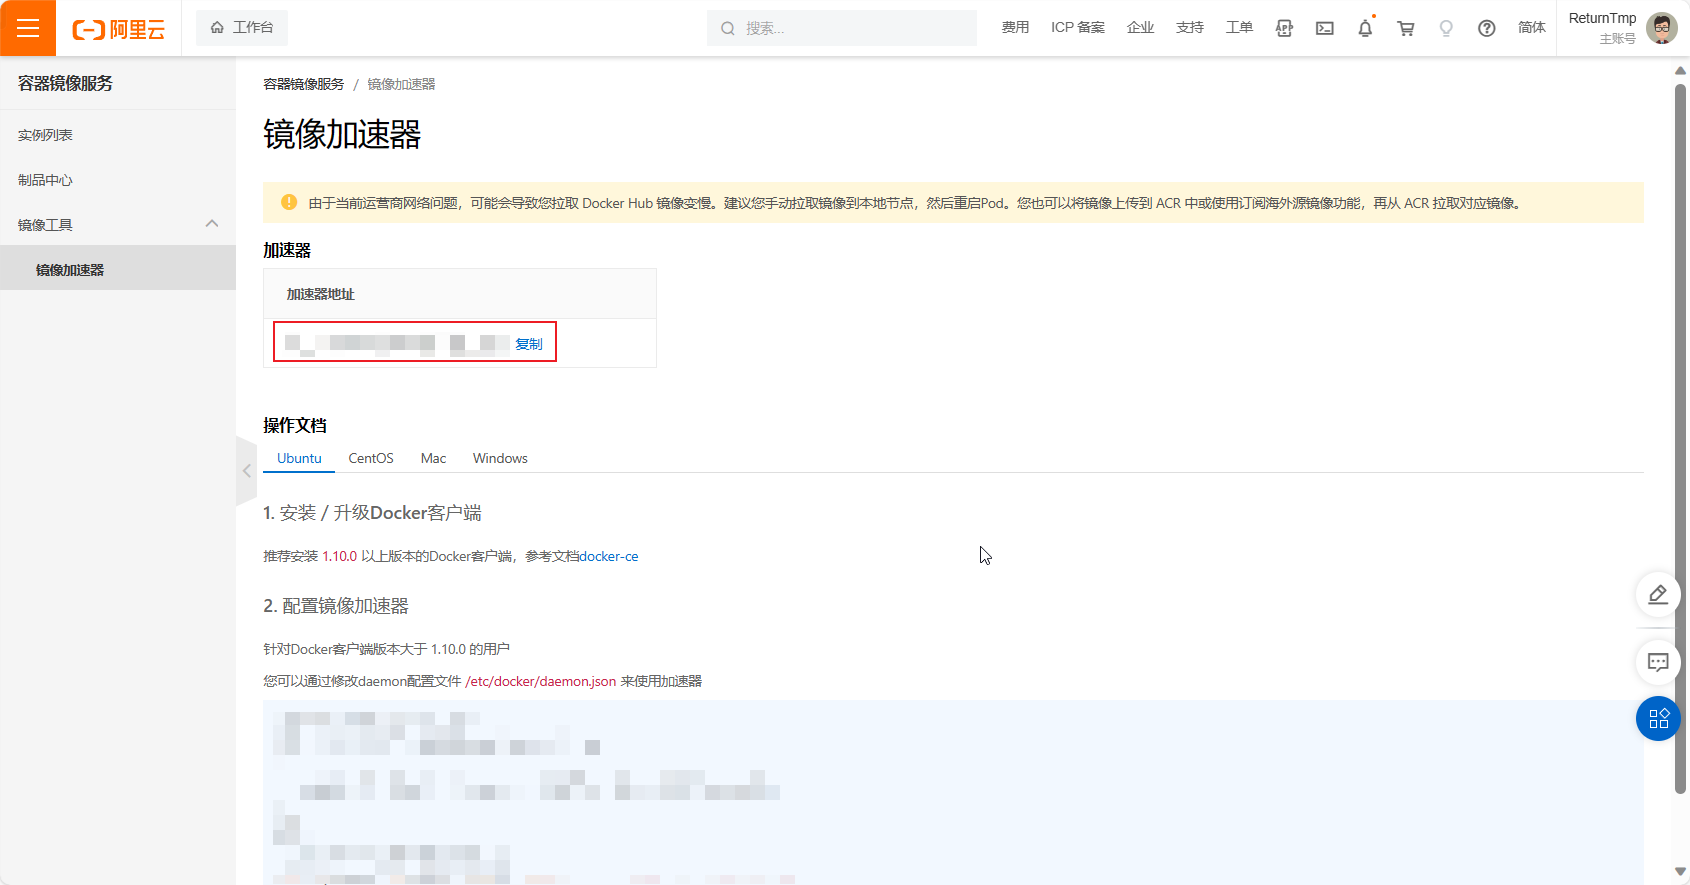 阿里云
工作台
搜索...
费用
ICP 备案
企业
支持
工单
简体
ReturnTmp
主账号
容器镜像服务
实例列表
制品中心
镜像工具
镜像加速器
容器镜像服务 / 镜像加速器
镜像加速器
由于当前运营商网络问题，可能会导致您拉取 Docker Hub 镜像变慢。建议您手动拉取镜像到本地节点，然后重启Pod。您也可以将镜像上传到 ACR 中或使用订阅海外源镜像功能，再从 ACR 拉取对应镜像。
加速器
加速器地址
复制
操作文档
Ubuntu
CentOS
Mac
Windows
1. 安装 / 升级Docker客户端
推荐安装 1.10.0 以上版本的Docker客户端，参考文档docker-ce
2. 配置镜像加速器
针对Docker客户端版本大于 1.10.0 的用户
您可以通过修改daemon配置文件 /etc/docker/daemon.json 来使用加速器